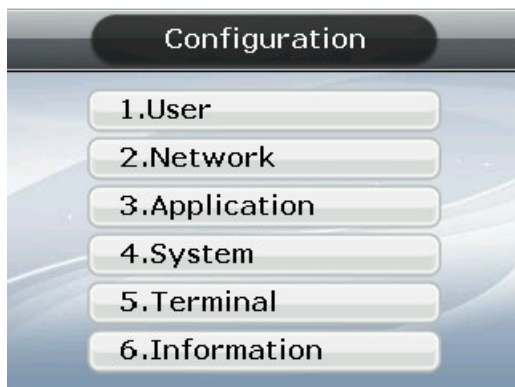 Configuration
1.User
2.Network
3.Application
4.System
5.Terminal
6.Information